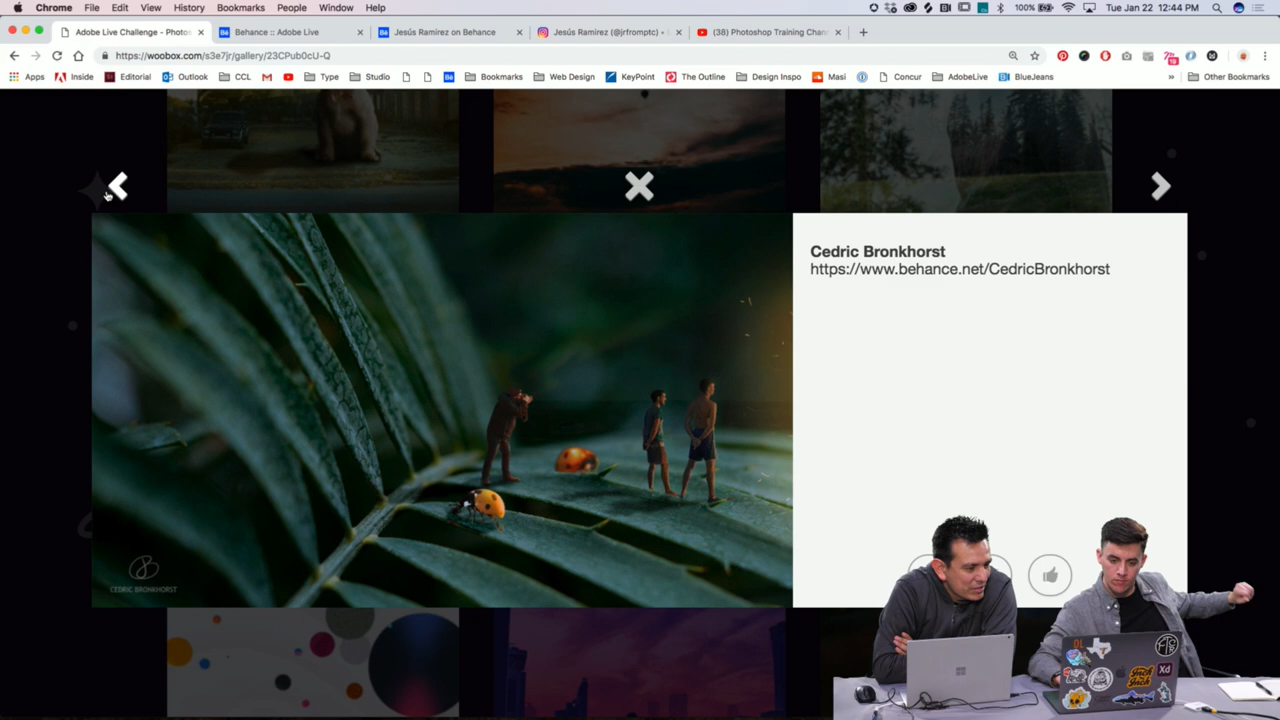 Chrome File Edit View History Bookmarks People Window Help 100% Tue Jan 22 12:44 PM
Adobe Live Challenge - Photos Behance :: Adobe Live Jesús Ramirez on Behance Jesús Ramirez (@jrfromptc) • (38) Photoshop Training Chan
https://woobox.com/s3e7jr/gallery/23CPub0cU-Q
Apps Inside Editorial Outlook CCL Type Studio Bookmarks Web Design KeyPoint The Outline Design Inspo Masi Concur AdobeLive BlueJeans » Other Bookmarks
Cedric Bronkhorst
https://www.behance.net/CedricBronkhorst
CEDRIC BRONKHORST
Xd